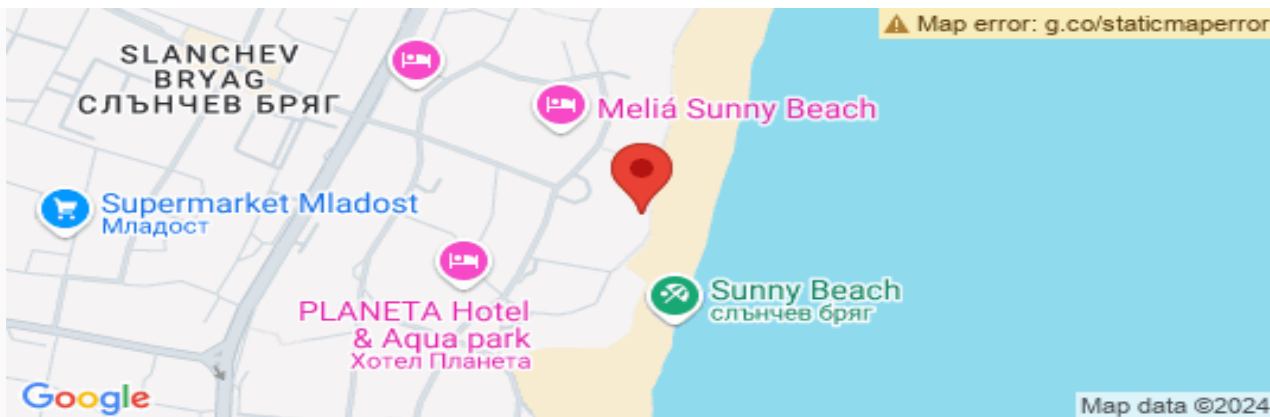 Map error: g.co/staticmaperror
SLANCHEV
BRYAG
СЛЪНЧЕВ БРЯГ
Meliá Sunny Beach
Supermarket Mladost
Младост
Sunny Beach
слънчев бряг
PLANETA Hotel
& Aqua park
Хотел Планета
Google
Map data ©2024